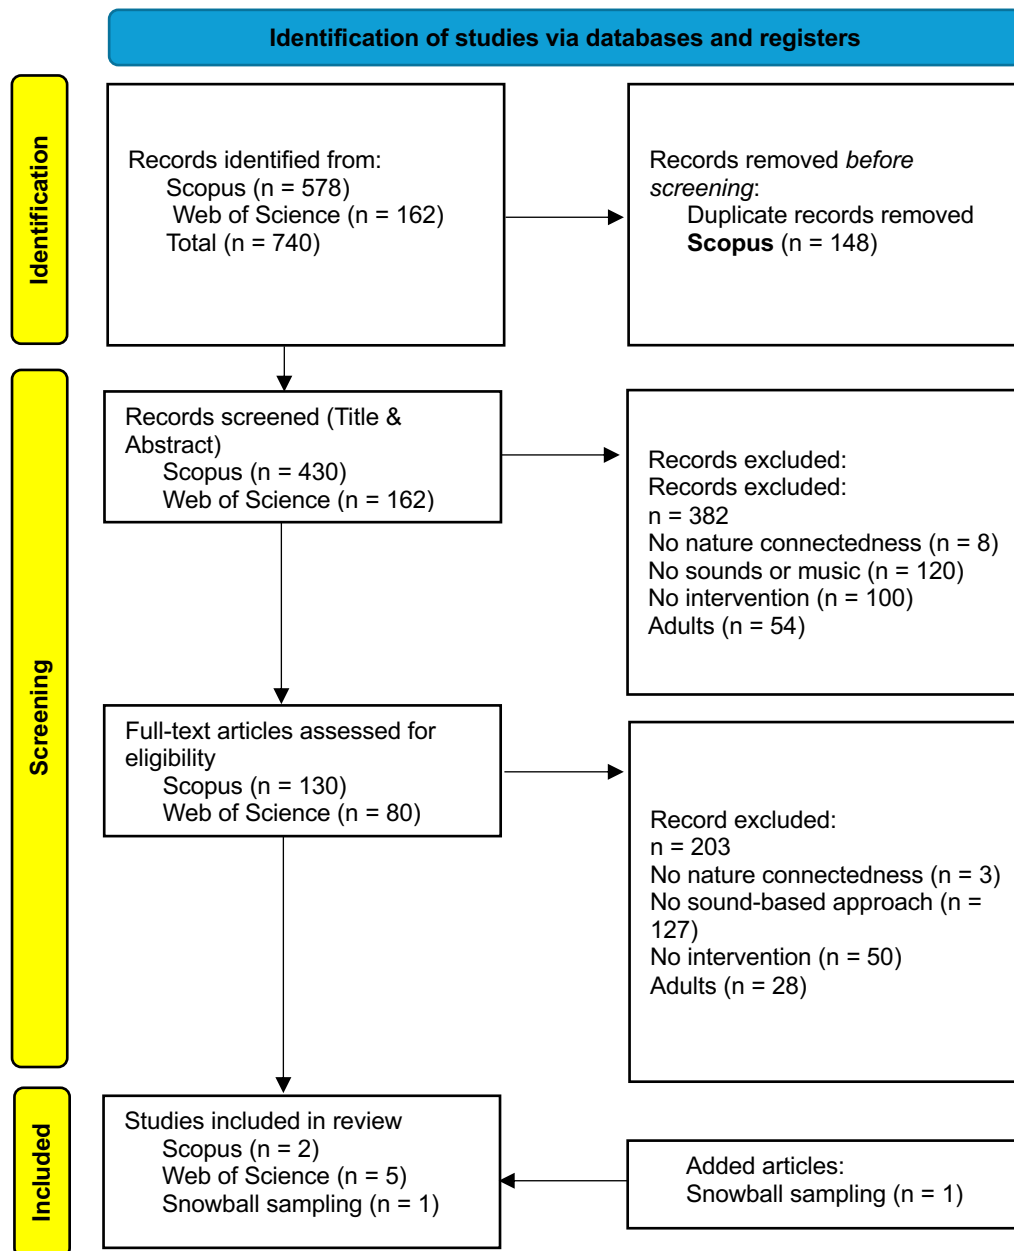 Identification of studies via databases and registers
Identification
Records identified from:
Scopus (n = 578)
Web of Science (n = 162)
Total (n = 740)
Records removed before
screening:
Duplicate records removed
Scopus (n = 148)
Screening
Records screened (Title &
Abstract)
Scopus (n = 430)
Web of Science (n = 162)
Records excluded:
Records excluded:
n = 382
No nature connectedness (n = 8)
No sounds or music (n = 120)
No intervention (n = 100)
Adults (n = 54)
Full-text articles assessed for
eligibility
Scopus (n = 130)
Web of Science (n = 80)
Record excluded:
n = 203
No nature connectedness (n = 3)
No sound-based approach (n =
127)
No intervention (n = 50)
Adults (n = 28)
Included
Studies included in review
Scopus (n = 2)
Web of Science (n = 5)
Snowball sampling (n = 1)
Added articles:
Snowball sampling (n = 1)